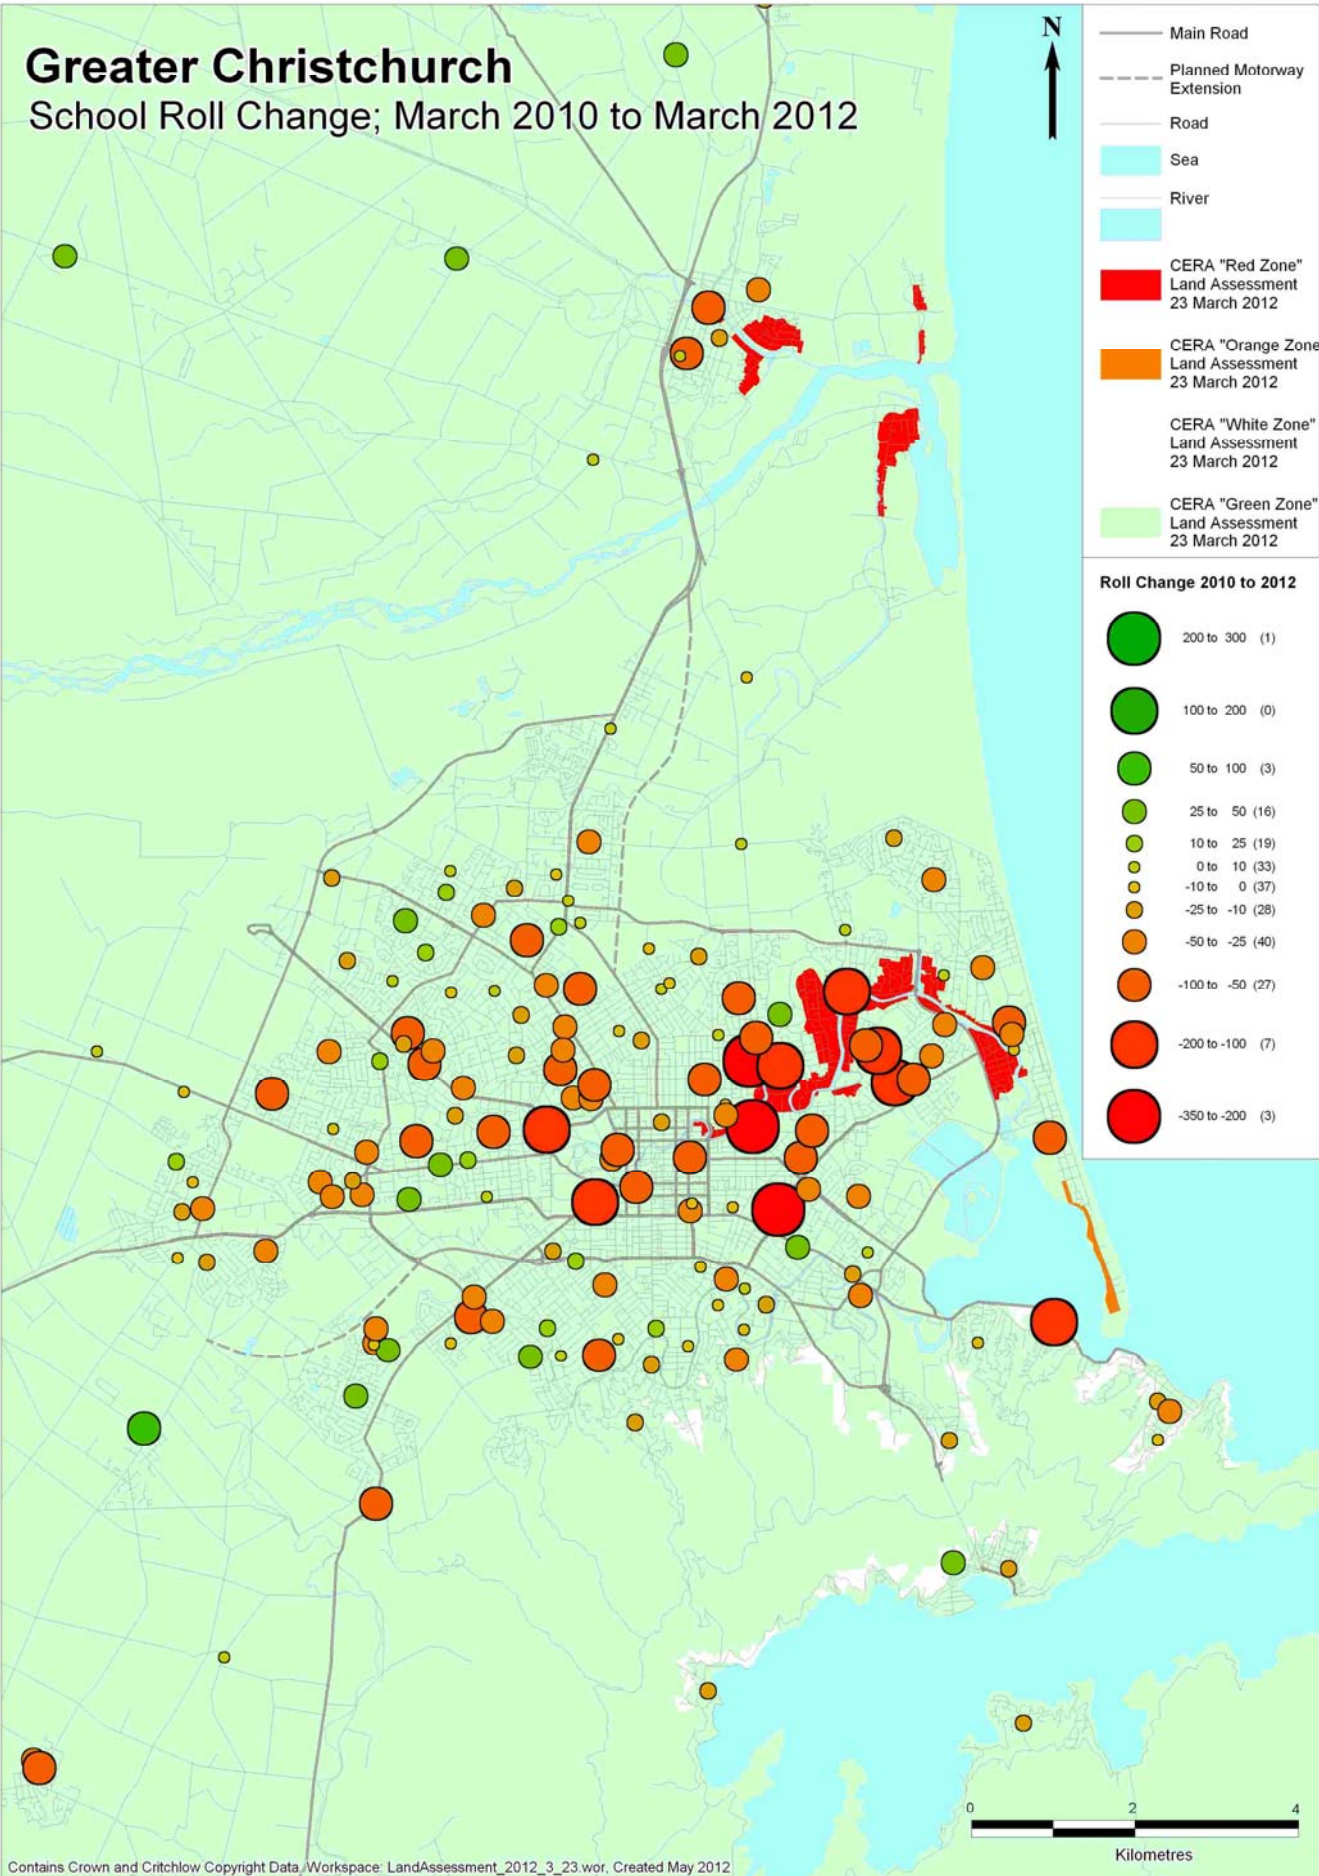 Greater Christchurch
School Roll Change; March 2010 to March 2012
N
Main Road
Planned Motorway
Extension
Road
Sea
River
CERA "Red Zone"
Land Assessment
23 March 2012
CERA "Orange Zone
Land Assessment
23 March 2012
CERA "White Zone"
Land Assessment
23 March 2012
CERA "Green Zone"
Land Assessment
23 March 2012
Roll Change 2010 to 2012
200 to 300 (1)
100 to 200 (0)
50 to 100 (3)
25 to 50 (16)
10 to 25 (19)
0 to 10 (33)
-10 to 0 (37)
-25 to -10 (28)
-50 to -25 (40)
-100 to -50 (27)
-200 to -100 (7)
-350 to -200 (3)
0 2 4
Kilometres
Contains Crown and Critchlow Copyright Data, Workspace: LandAssessment_2012_3_23.wor, Created May 2012